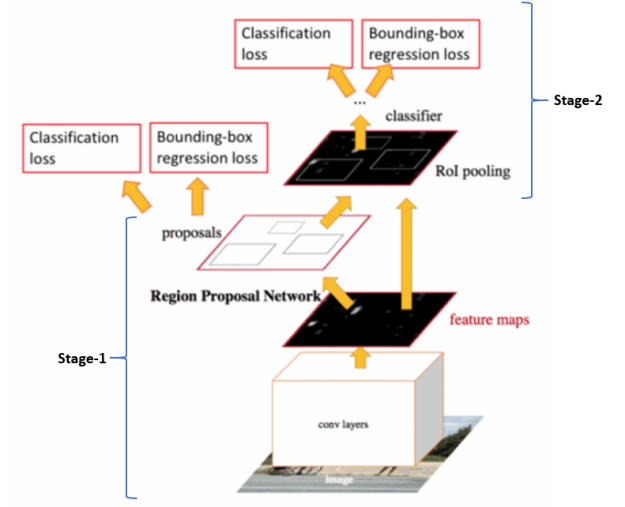 Classification
loss
Bounding-box
regression loss
Stage-2
...
classifier
Classification
loss
Bounding-box
regression loss
RoI pooling
proposals
Region Proposal Network
feature maps
Stage-1
conv layers
image